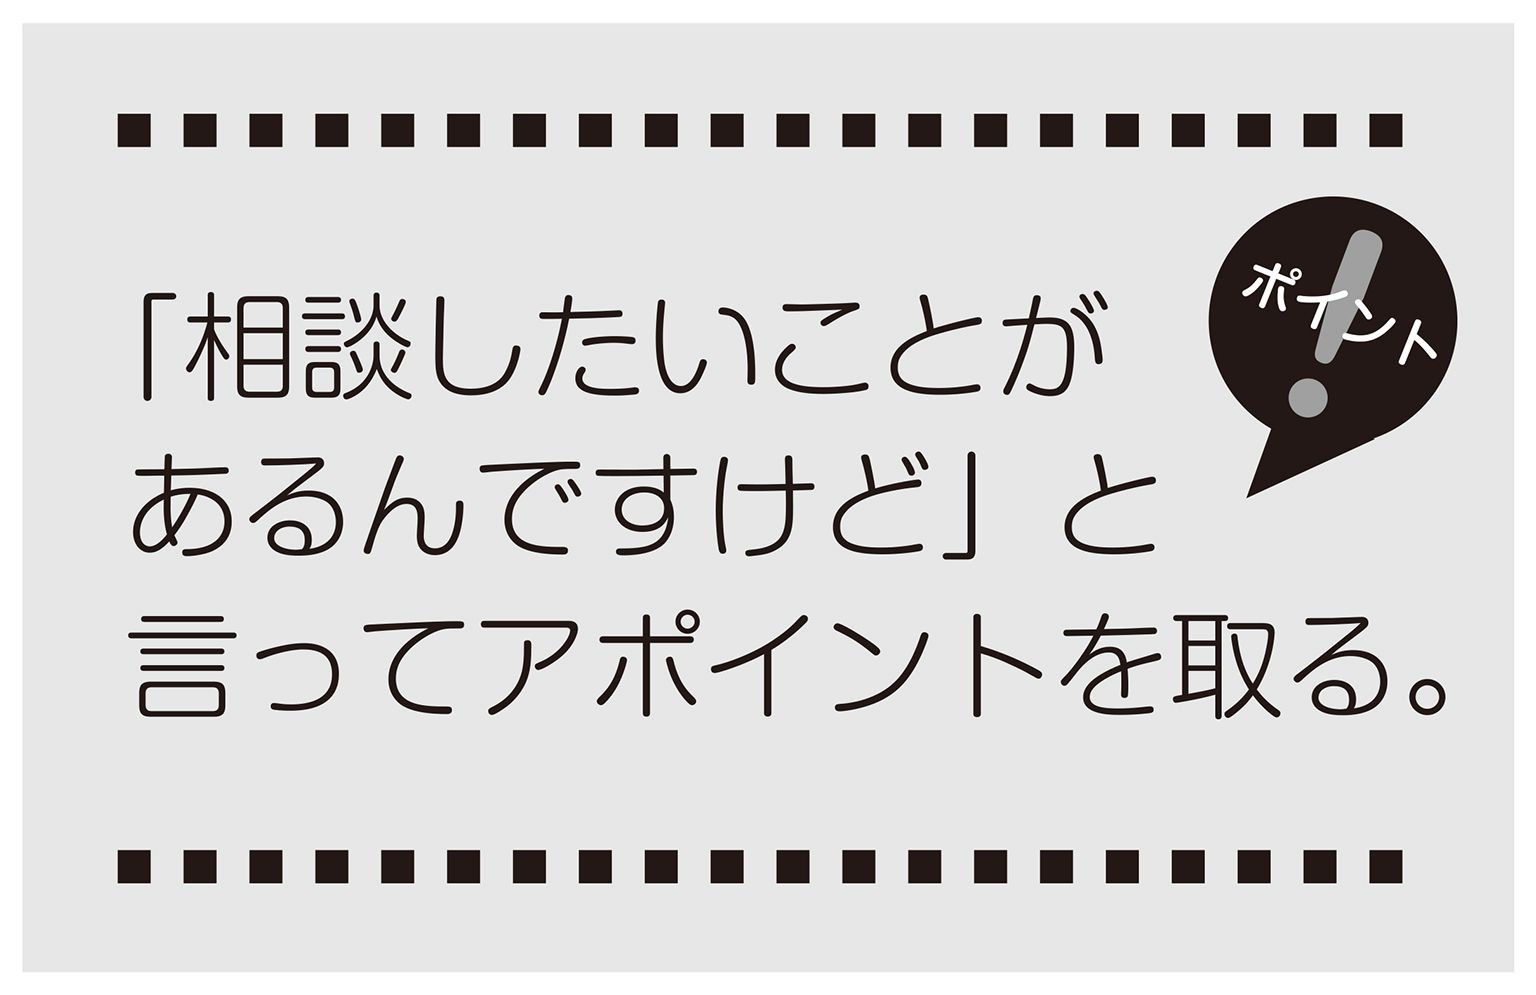 「相談したいことが
あるんですけど」と
言ってアポイントを取る。
ポイント
!